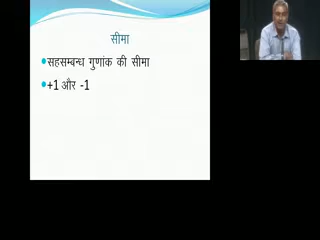 सीमा
सहसम्बन्ध गुणांक की सीमा
+1 और -1